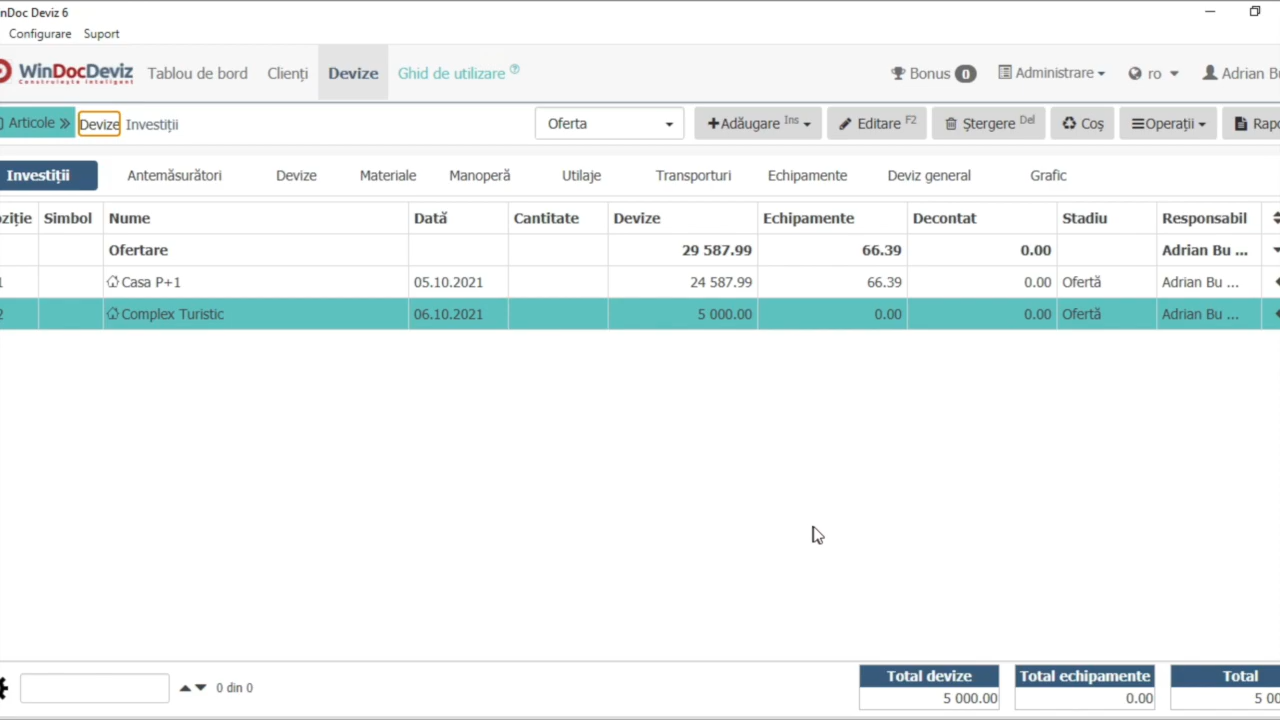 nDoc Deviz 6
Configurare Suport
WinDocDeviz
Construiește inteligent
Tablou de bord Clienți Devize Ghid de utilizare ? Bonus 0 Administrare ro Adrian Bu
Articole » Devize Investiții Oferta +Adăugare Ins Editare F2 Ștergere Del Coș Operații Rapo
Investiții Antemăsurători Devize Materiale Manoperă Utilaje Transporturi Echipamente Deviz general Grafic
oziție Simbol Nume Dată Cantitate Devize Echipamente Decontat Stadiu Responsabil
Ofertare 29 587.99 66.39 0.00 Adrian Bu ...
1 Casa P+1 05.10.2021 24 587.99 66.39 0.00 Ofertă Adrian Bu ...
2 Complex Turistic 06.10.2021 5 000.00 0.00 0.00 Ofertă Adrian Bu ...
0 din 0
Total devize Total echipamente Total
5 000.00 0.00 5 00